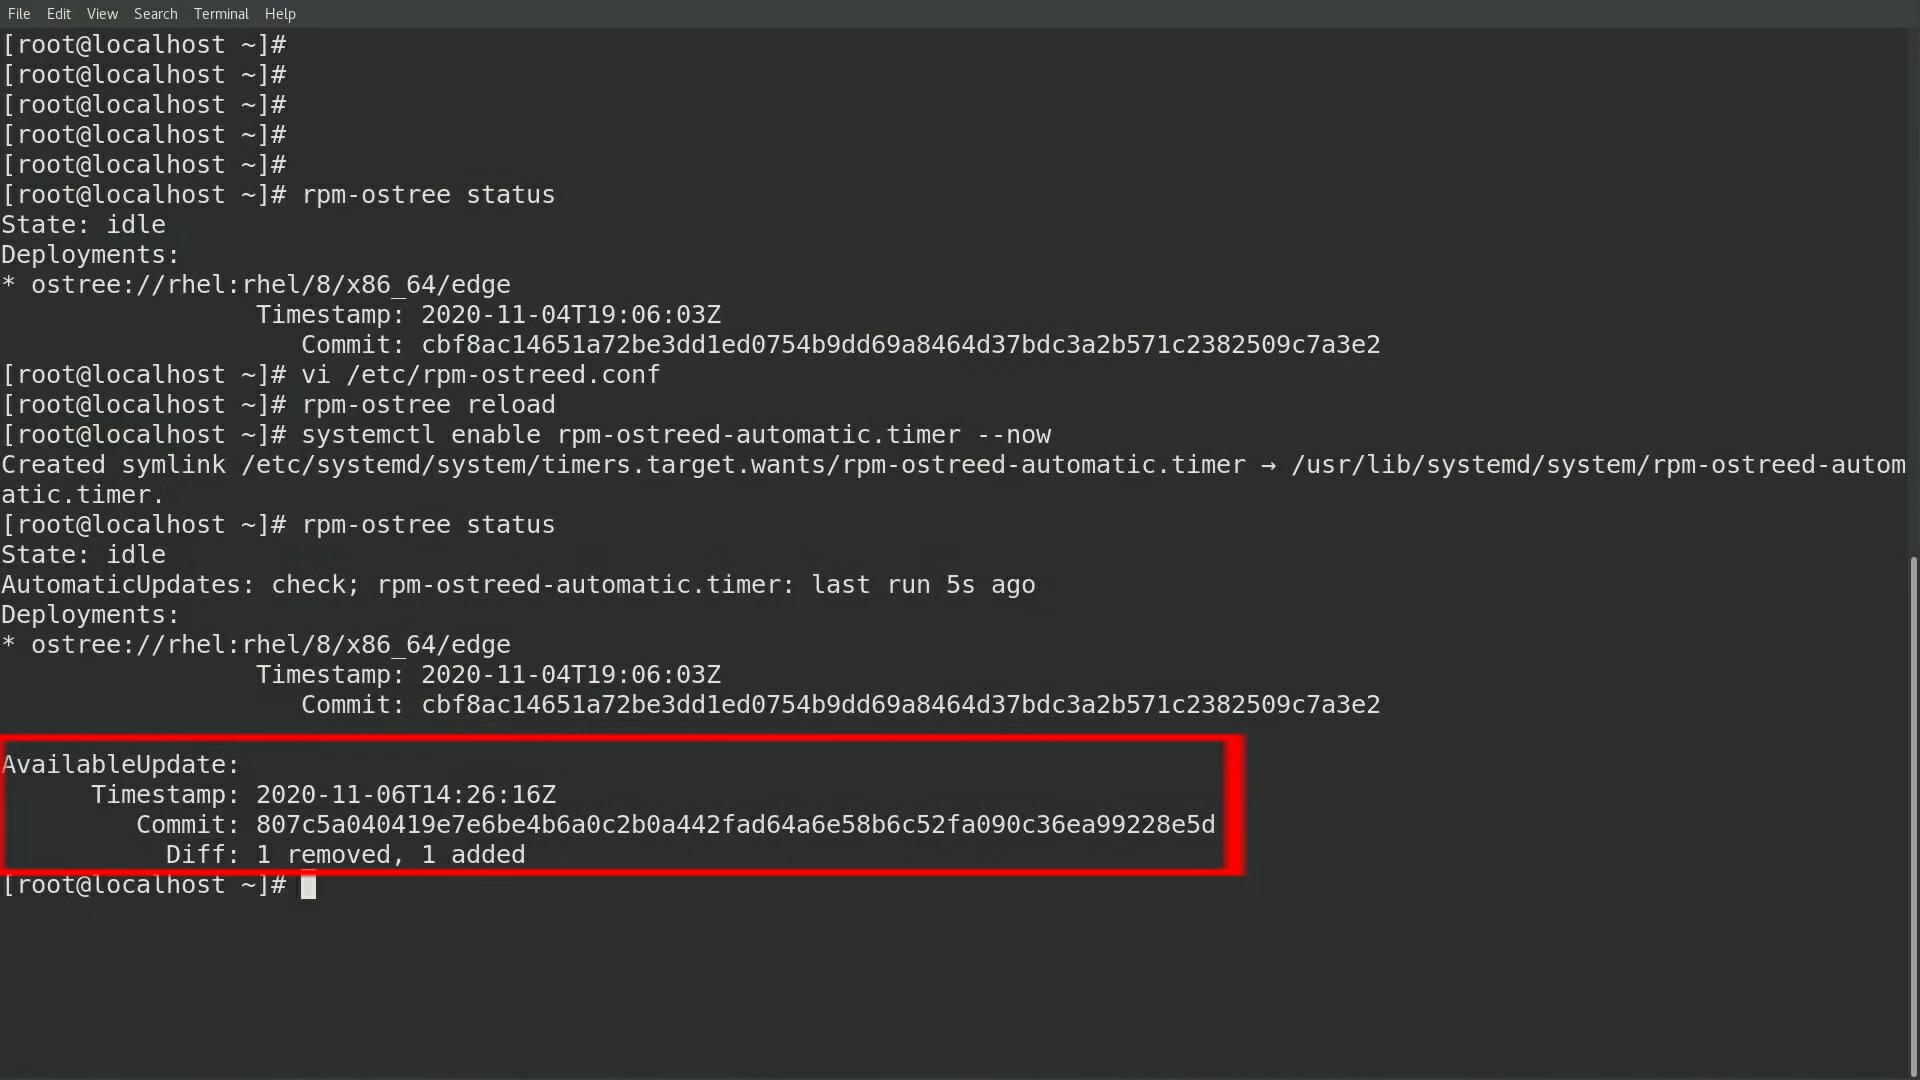 File Edit View Search Terminal Help
[root@localhost ~]#
[root@localhost ~]#
[root@localhost ~]#
[root@localhost ~]#
[root@localhost ~]#
[root@localhost ~]# rpm-ostree status
State: idle
Deployments:
* ostree://rhel:rhel/8/x86_64/edge
Timestamp: 2020-11-04T19:06:03Z
Commit: cbf8ac14651a72be3dd1ed0754b9dd69a8464d37bdc3a2b571c2382509c7a3e2
[root@localhost ~]# vi /etc/rpm-ostreed.conf
[root@localhost ~]# rpm-ostree reload
[root@localhost ~]# systemctl enable rpm-ostreed-automatic.timer --now
Created symlink /etc/systemd/system/timers.target.wants/rpm-ostreed-automatic.timer → /usr/lib/systemd/system/rpm-ostreed-autom
atic.timer.
[root@localhost ~]# rpm-ostree status
State: idle
AutomaticUpdates: check; rpm-ostreed-automatic.timer: last run 5s ago
Deployments:
* ostree://rhel:rhel/8/x86_64/edge
Timestamp: 2020-11-04T19:06:03Z
Commit: cbf8ac14651a72be3dd1ed0754b9dd69a8464d37bdc3a2b571c2382509c7a3e2
AvailableUpdate:
Timestamp: 2020-11-06T14:26:16Z
Commit: 807c5a040419e7e6be4b6a0c2b0a442fad64a6e58b6c52fa090c36ea99228e5d
Diff: 1 removed, 1 added
[root@localhost ~]#